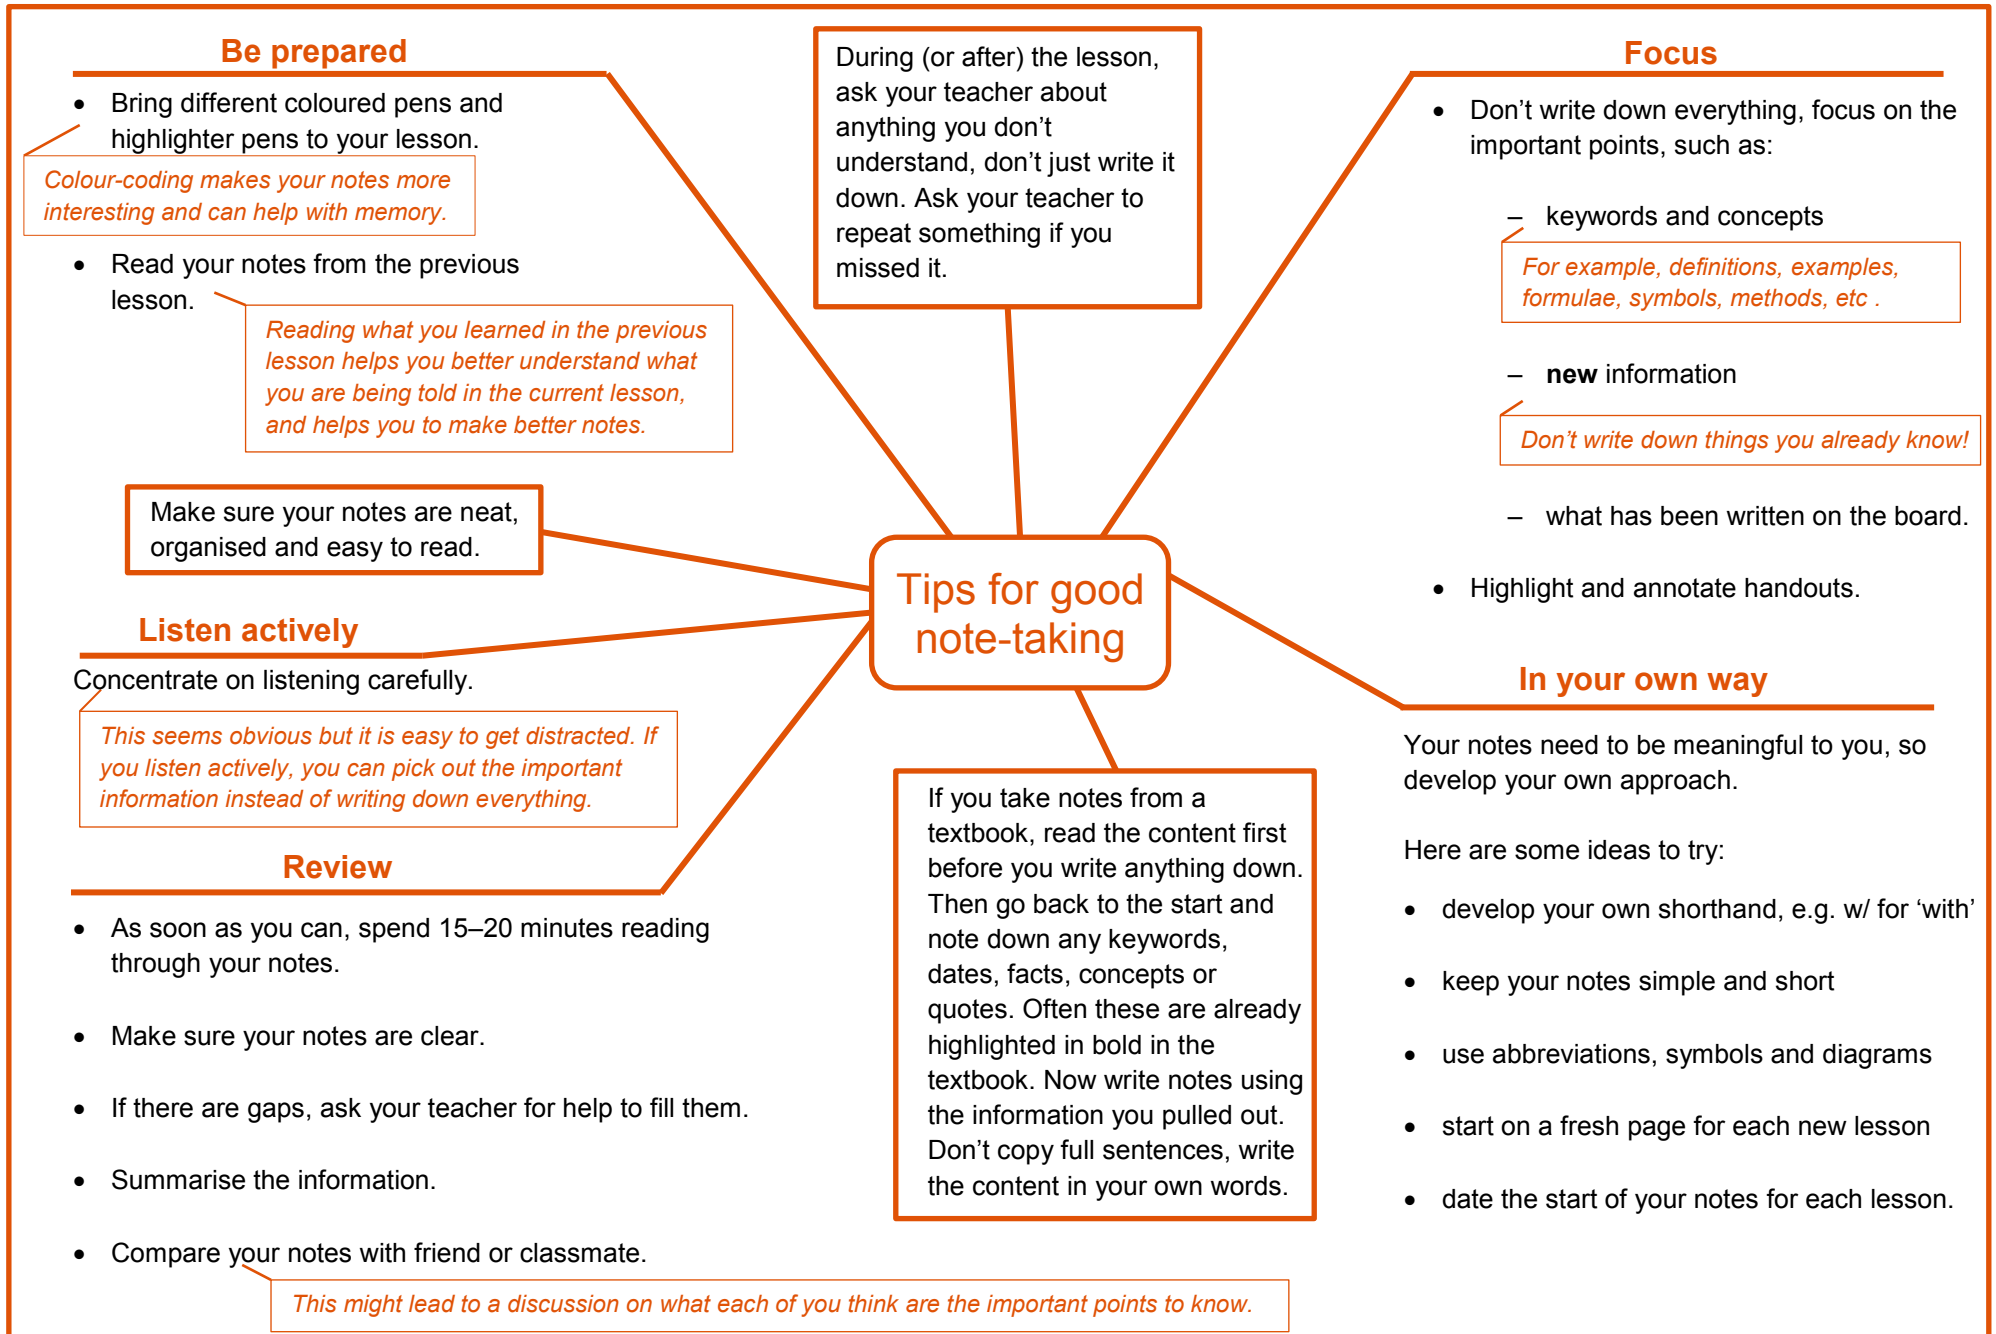 Be prepared
• Bring different coloured pens and
highlighter pens to your lesson.
Colour-coding makes your notes more
interesting and can help with memory.
• Read your notes from the previous
lesson.
Reading what you learned in the previous
lesson helps you better understand what
you are being told in the current lesson,
and helps you to make better notes.
Make sure your notes are neat,
organised and easy to read.
Listen actively
Concentrate on listening carefully.
This seems obvious but it is easy to get distracted. If
you listen actively, you can pick out the important
information instead of writing down everything.
Review
• As soon as you can, spend 15–20 minutes reading
through your notes.
• Make sure your notes are clear.
• If there are gaps, ask your teacher for help to fill them.
• Summarise the information.
• Compare your notes with friend or classmate.
This might lead to a discussion on what each of you think are the important points to know.
During (or after) the lesson,
ask your teacher about
anything you don’t
understand, don’t just write it
down. Ask your teacher to
repeat something if you
missed it.
Tips for good
note-taking
If you take notes from a
textbook, read the content first
before you write anything down.
Then go back to the start and
note down any keywords,
dates, facts, concepts or
quotes. Often these are already
highlighted in bold in the
textbook. Now write notes using
the information you pulled out.
Don’t copy full sentences, write
the content in your own words.
Focus
• Don’t write down everything, focus on the
important points, such as:
– keywords and concepts
For example, definitions, examples,
formulae, symbols, methods, etc .
– new information
Don’t write down things you already know!
– what has been written on the board.
• Highlight and annotate handouts.
In your own way
Your notes need to be meaningful to you, so
develop your own approach.
Here are some ideas to try:
• develop your own shorthand, e.g. w/ for ‘with’
• keep your notes simple and short
• use abbreviations, symbols and diagrams
• start on a fresh page for each new lesson
• date the start of your notes for each lesson.